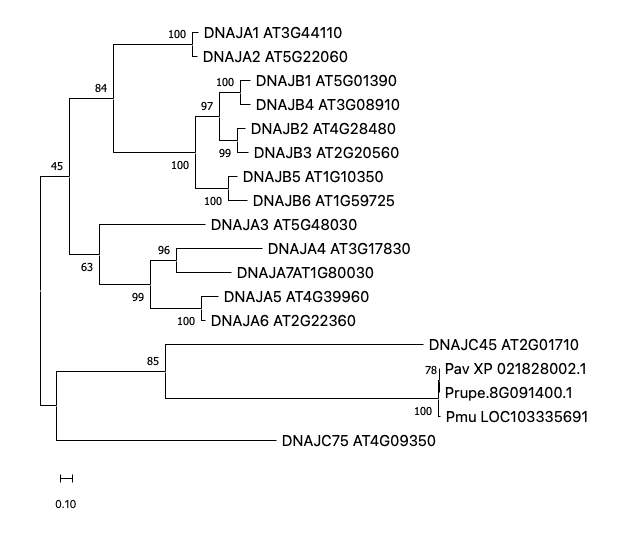 100
DNAJA1 AT3G44110
DNAJA2 AT5G22060
84
100
DNAJB1 AT5G01390
97
DNAJB4 AT3G08910
DNAJB2 AT4G28480
99
DNAJB3 AT2G20560
100
45
DNAJB5 AT1G10350
100
DNAJB6 AT1G59725
DNAJA3 AT5G48030
63
96
DNAJA4 AT3G17830
DNAJA7AT1G80030
99
DNAJA5 AT4G39960
100
DNAJA6 AT2G22360
DNAJC45 AT2G01710
85
78
Pav XP 021828002.1
Prupe.8G091400.1
100
Pmu LOC103335691
DNAJC75 AT4G09350
0.10